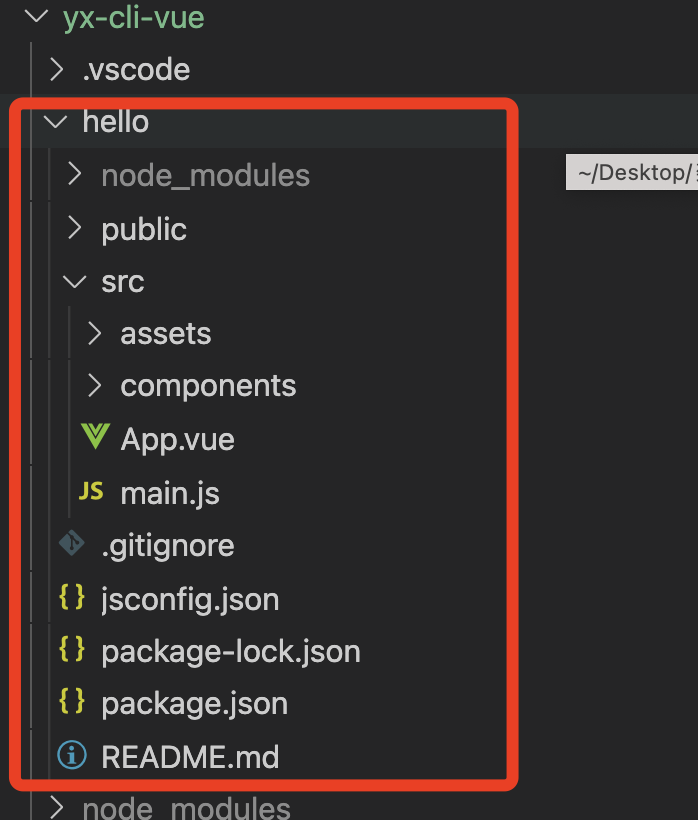 yx-cli-vue
.vscode
hello
node_modules
~/Desktop/
public
src
assets
components
App.vue
JS main.js
.gitignore
{} jsconfig.json
{} package-lock.json
{} package.json
README.md
node_modules